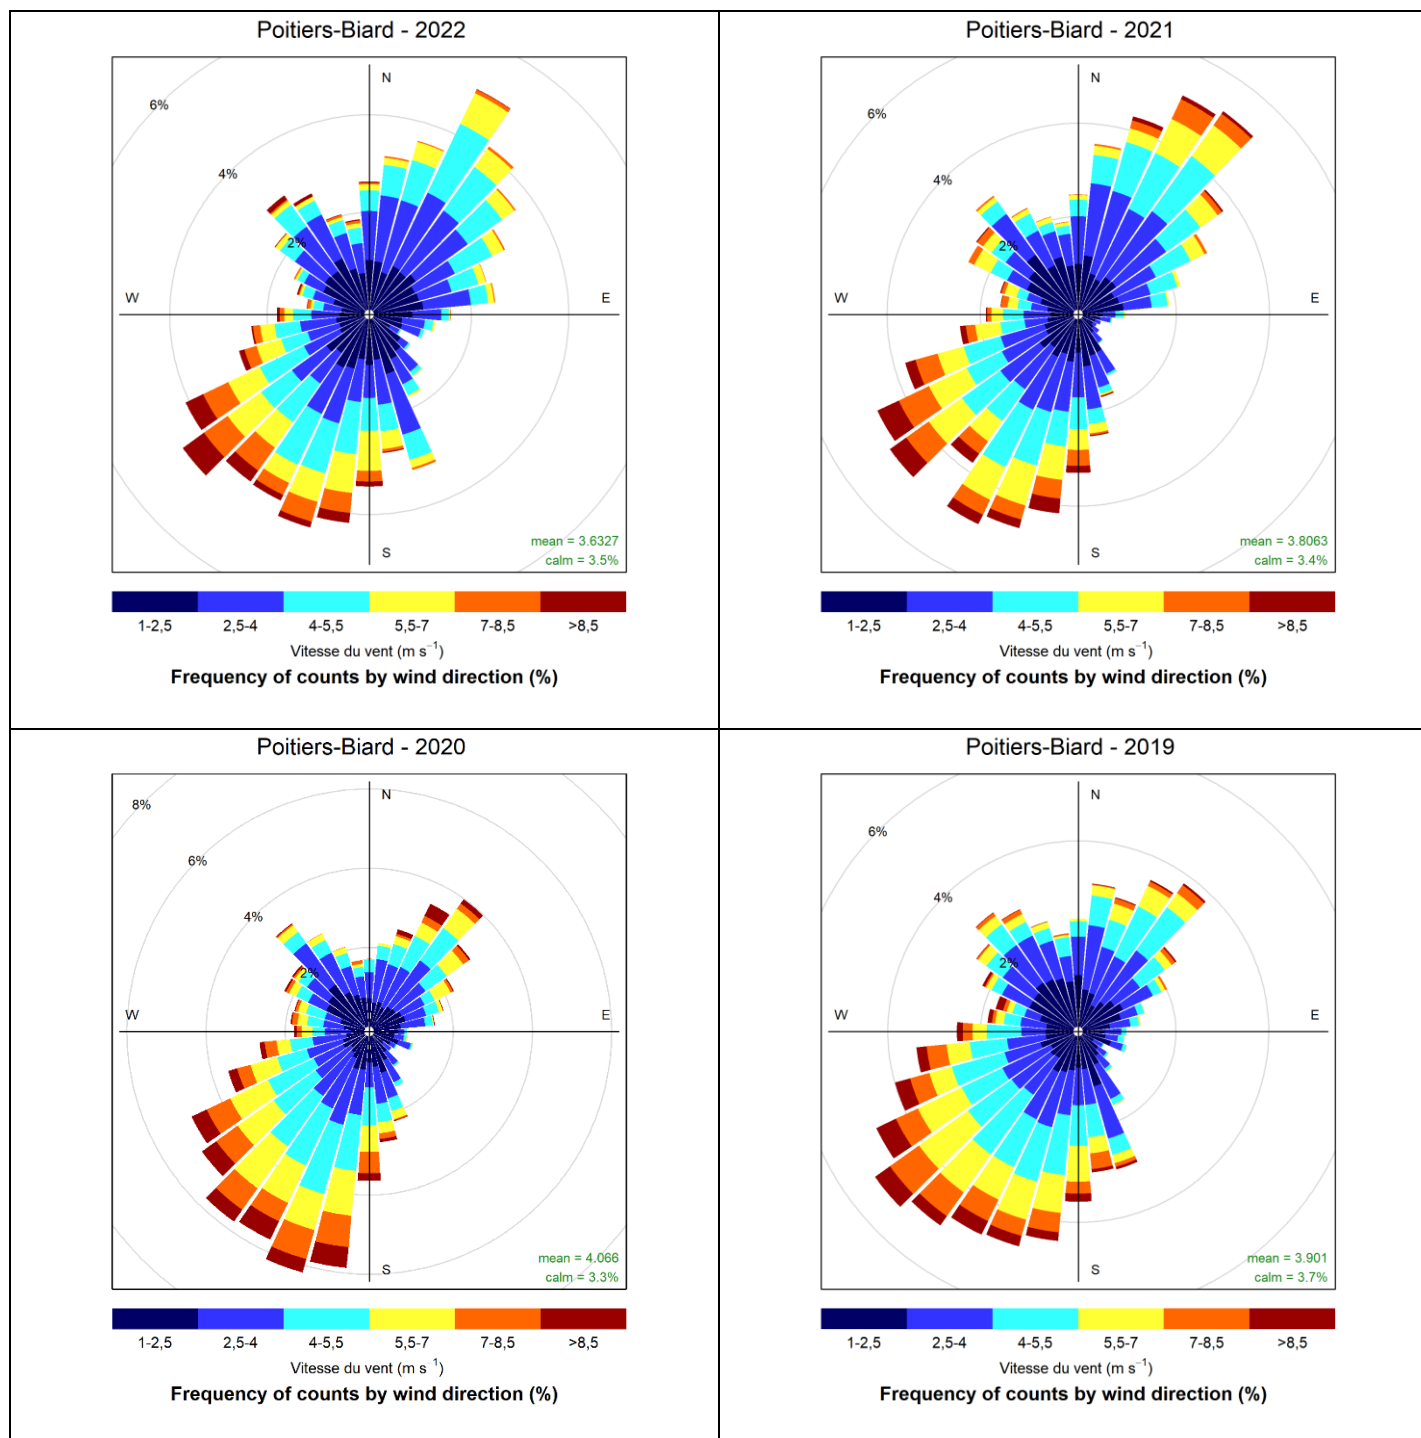 Poitiers-Biard - 2022
N
6%
4%
2%
W
E
S
mean = 3.6327
calm = 3.5%
1-2,5 2,5-4 4-5,5 5,5-7 7-8,5 >8,5
Vitesse du vent (m s⁻¹)
Frequency of counts by wind direction (%)
Poitiers-Biard - 2021
N
6%
4%
2%
W
E
S
mean = 3.8063
calm = 3.4%
1-2,5 2,5-4 4-5,5 5,5-7 7-8,5 >8,5
Vitesse du vent (m s⁻¹)
Frequency of counts by wind direction (%)
Poitiers-Biard - 2020
N
8%
6%
4%
2%
W
E
S
mean = 4.066
calm = 3.3%
1-2,5 2,5-4 4-5,5 5,5-7 7-8,5 >8,5
Vitesse du vent (m s⁻¹)
Frequency of counts by wind direction (%)
Poitiers-Biard - 2019
N
6%
4%
2%
W
E
S
mean = 3.901
calm = 3.7%
1-2,5 2,5-4 4-5,5 5,5-7 7-8,5 >8,5
Vitesse du vent (m s⁻¹)
Frequency of counts by wind direction (%)